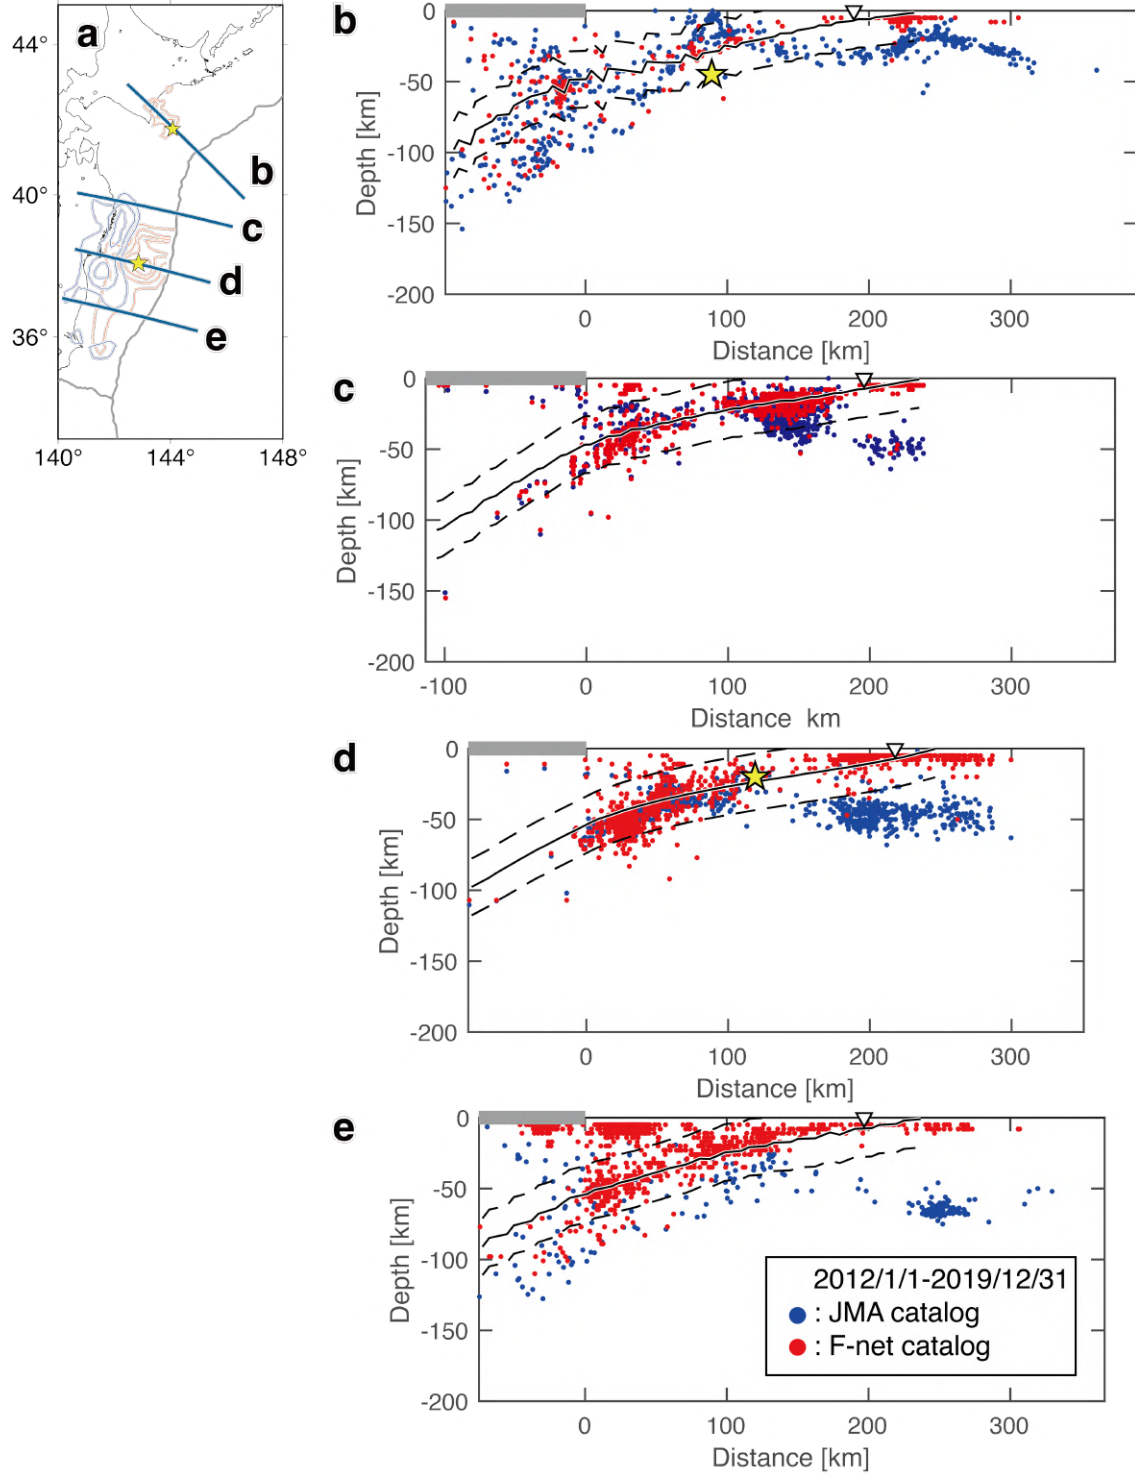 a
44°
40°
36°
140°
144°
148°
b
c
d
e
b
0
-50
-100
-150
-200
Depth [km]
0
100
200
300
Distance [km]
c
0
-50
-100
-150
-200
Depth [km]
-100
0
100
200
300
Distance km
d
0
-50
-100
-150
-200
Depth [km]
0
100
200
300
Distance [km]
e
0
-50
-100
-150
-200
Depth [km]
2012/1/1-2019/12/31
: JMA catalog
: F-net catalog
0
100
200
300
Distance [km]